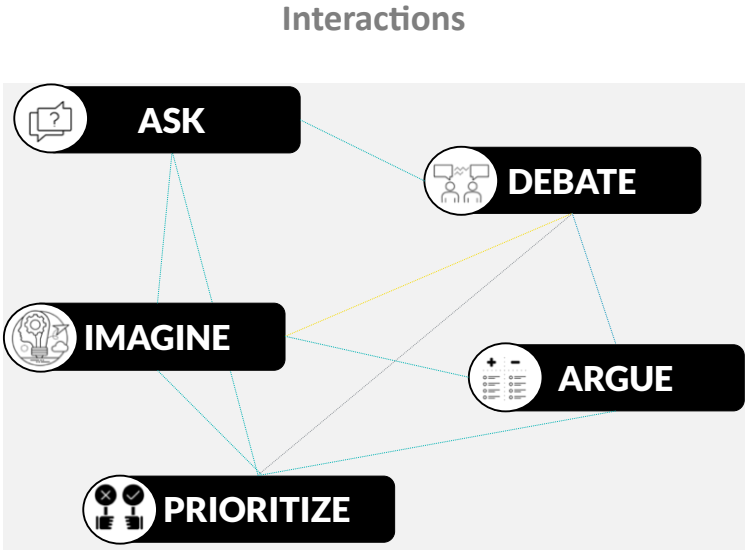 Interactions
ASK
?
DEBATE
IMAGINE
ARGUE
PRIORITIZE